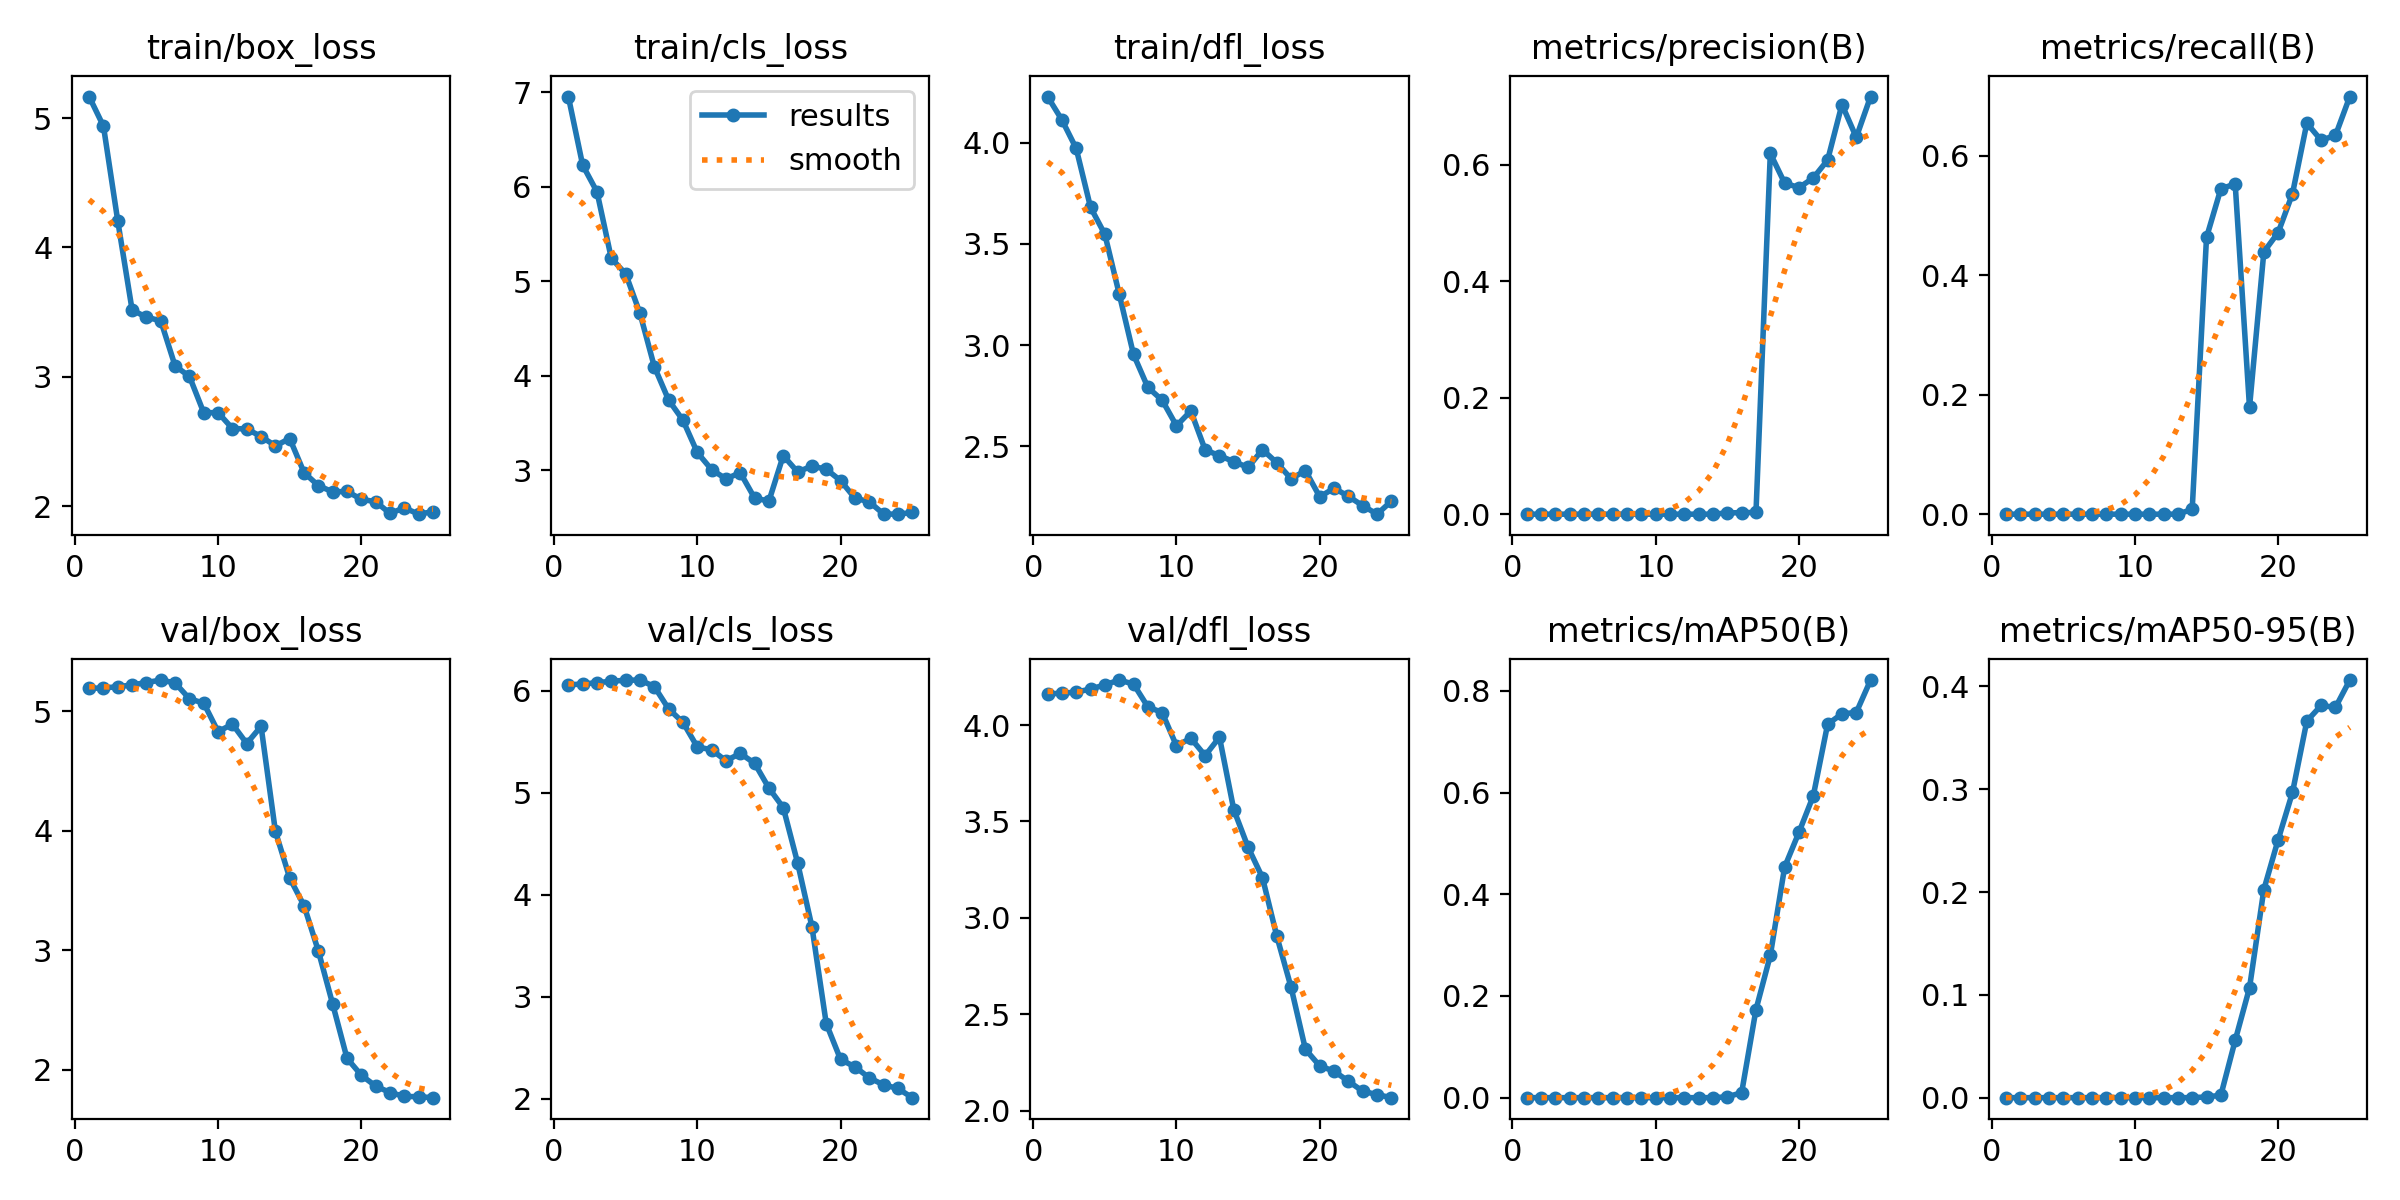 train/box_loss
5
4
3
2
0 10 20
train/cls_loss
results
smooth
7
6
5
4
3
0 10 20
train/dfl_loss
4.0
3.5
3.0
2.5
0 10 20
metrics/precision(B)
0.6
0.4
0.2
0.0
0 10 20
metrics/recall(B)
0.6
0.4
0.2
0.0
0 10 20
val/box_loss
5
4
3
2
0 10 20
val/cls_loss
6
5
4
3
2
0 10 20
val/dfl_loss
4.0
3.5
3.0
2.5
2.0
0 10 20
metrics/mAP50(B)
0.8
0.6
0.4
0.2
0.0
0 10 20
metrics/mAP50-95(B)
0.4
0.3
0.2
0.1
0.0
0 10 20